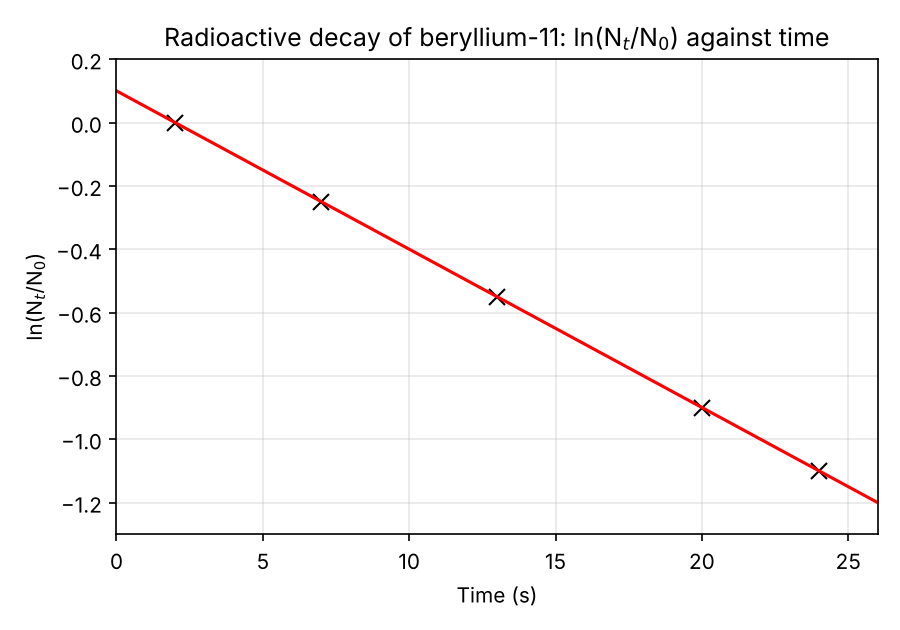 Radioactive decay of beryllium-11: ln(Nₜ/N₀) against time
0.2
0.0
−0.2
−0.4
−0.6
−0.8
−1.0
−1.2
ln(Nₜ/N₀)
0 5 10 15 20 25
Time (s)